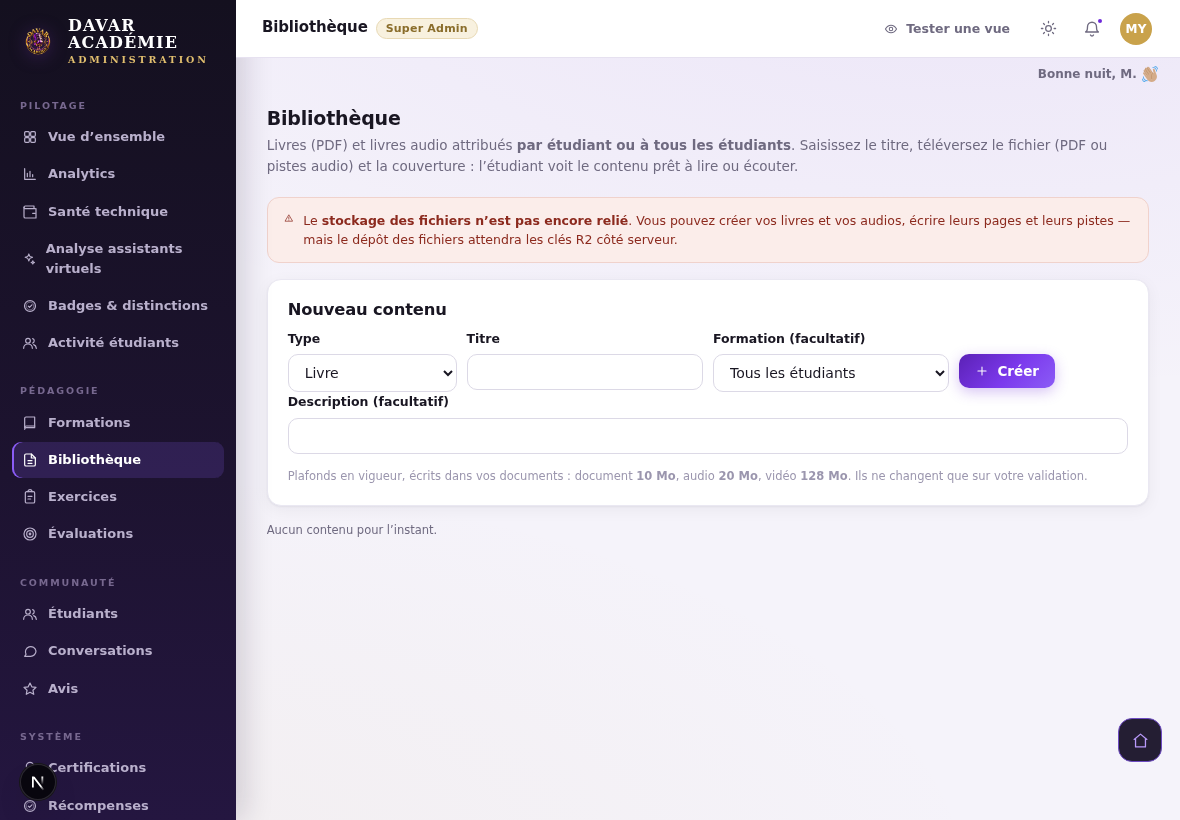 DAVAR
ACADÉMIE
ADMINISTRATION
PILOTAGE
Vue d’ensemble
Analytics
Santé technique
Analyse assistants
virtuels
Badges & distinctions
Activité étudiants
PÉDAGOGIE
Formations
Bibliothèque
Exercices
Évaluations
COMMUNAUTÉ
Étudiants
Conversations
Avis
SYSTÈME
Certifications
N
Récompenses
Bibliothèque
Super Admin
Tester une vue
MY
Bonne nuit, M. 👋🏽
Bibliothèque
Livres (PDF) et livres audio attribués par étudiant ou à tous les étudiants. Saisissez le titre, téléversez le fichier (PDF ou
pistes audio) et la couverture : l’étudiant voit le contenu prêt à lire ou écouter.
Le stockage des fichiers n’est pas encore relié. Vous pouvez créer vos livres et vos audios, écrire leurs pages et leurs pistes —
mais le dépôt des fichiers attendra les clés R2 côté serveur.
Nouveau contenu
Type
Titre
Formation (facultatif)
Livre
Tous les étudiants
Créer
Description (facultatif)
Plafonds en vigueur, écrits dans vos documents : document 10 Mo, audio 20 Mo, vidéo 128 Mo. Ils ne changent que sur votre validation.
Aucun contenu pour l’instant.